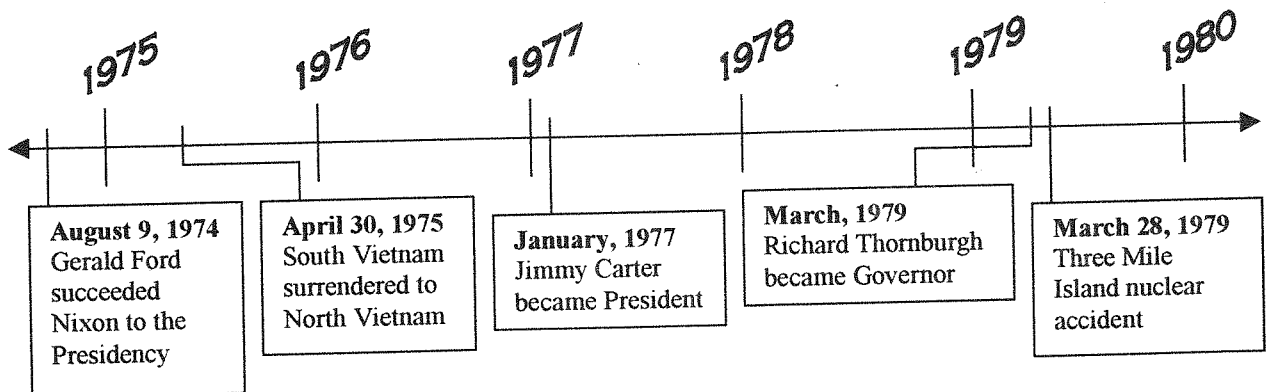 1975
1976
1977
1978
1979
1980
August 9, 1974
Gerald Ford
succeeded
Nixon to the
Presidency
April 30, 1975
South Vietnam
surrendered to
North Vietnam
January, 1977
Jimmy Carter
became President
March, 1979
Richard Thornburgh
became Governor
March 28, 1979
Three Mile
Island nuclear
accident